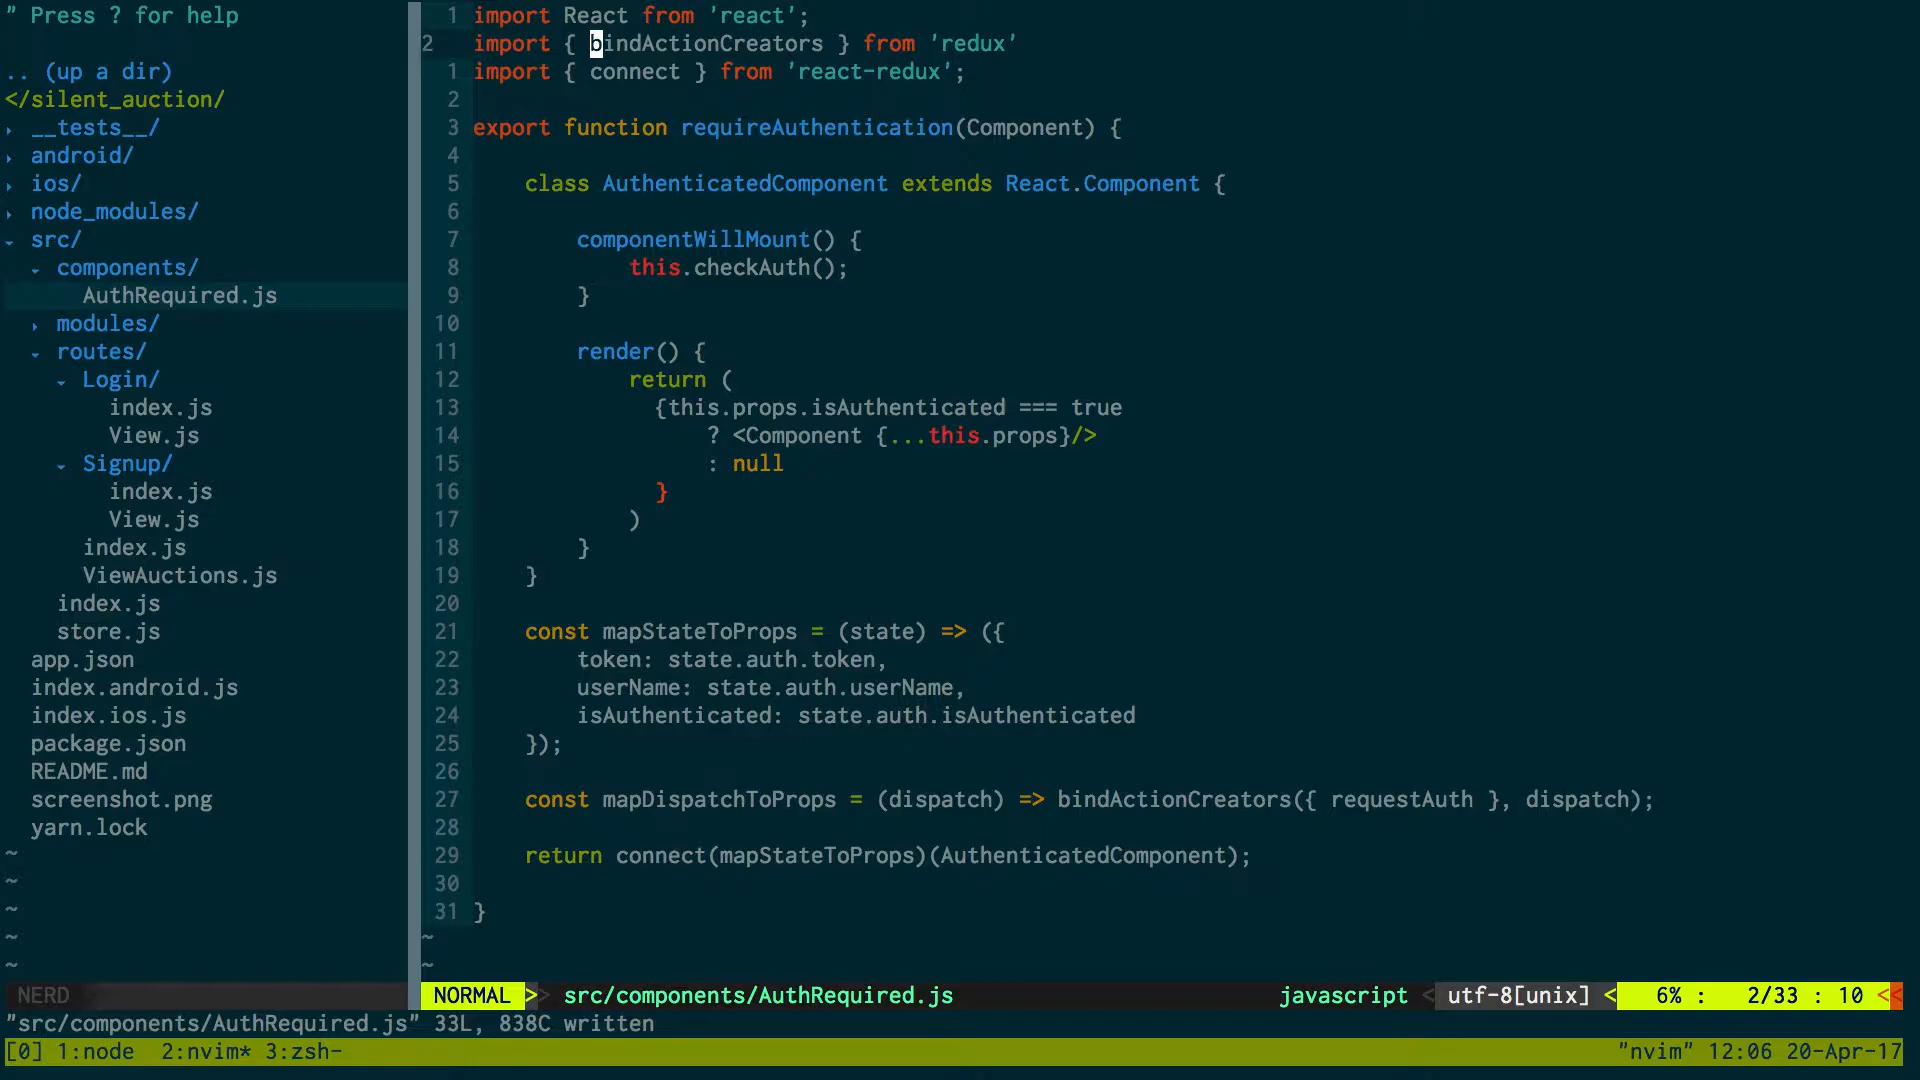 " Press ? for help
.. (up a dir)
</silent_auction/
▸ __tests__/
▸ android/
▸ ios/
▸ node_modules/
▾ src/
▾ components/
AuthRequired.js
▸ modules/
▾ routes/
▾ Login/
index.js
View.js
▾ Signup/
index.js
View.js
index.js
ViewAuctions.js
index.js
store.js
app.json
index.android.js
index.ios.js
package.json
README.md
screenshot.png
yarn.lock
~
~
~
~
~
NERD
1 import React from 'react';
2 import { bindActionCreators } from 'redux'
1 import { connect } from 'react-redux';
2
3 export function requireAuthentication(Component) {
4
5 class AuthenticatedComponent extends React.Component {
6
7 componentWillMount() {
8 this.checkAuth();
9 }
10
11 render() {
12 return (
13 {this.props.isAuthenticated === true
14 ? <Component {...this.props}/>
15 : null
16 }
17 )
18 }
19 }
20
21 const mapStateToProps = (state) => ({
22 token: state.auth.token,
23 userName: state.auth.userName,
24 isAuthenticated: state.auth.isAuthenticated
25 });
26
27 const mapDispatchToProps = (dispatch) => bindActionCreators({ requestAuth }, dispatch);
28
29 return connect(mapStateToProps)(AuthenticatedComponent);
30
31 }
~
~
NORMAL >> src/components/AuthRequired.js javascript < utf-8[unix] < 6% : 2/33 : 10 <<
"src/components/AuthRequired.js" 33L, 838C written
[0] 1:node 2:nvim* 3:zsh- "nvim" 12:06 20-Apr-17